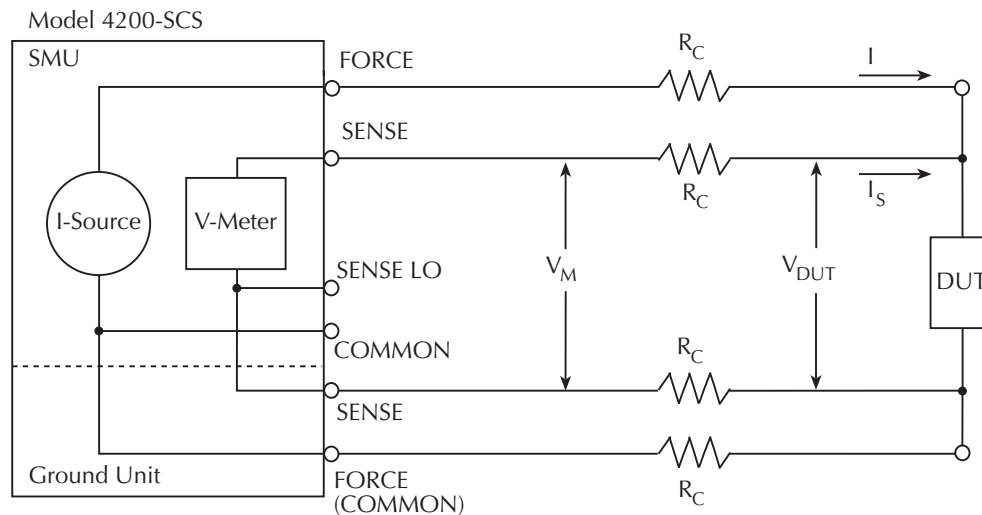 Model 4200-SCS
SMU
FORCE
R_C
I
SENSE
R_C
I_S
I-Source
V-Meter
SENSE LO
V_M
V_DUT
DUT
COMMON
R_C
SENSE
Ground Unit
FORCE
(COMMON)
R_C